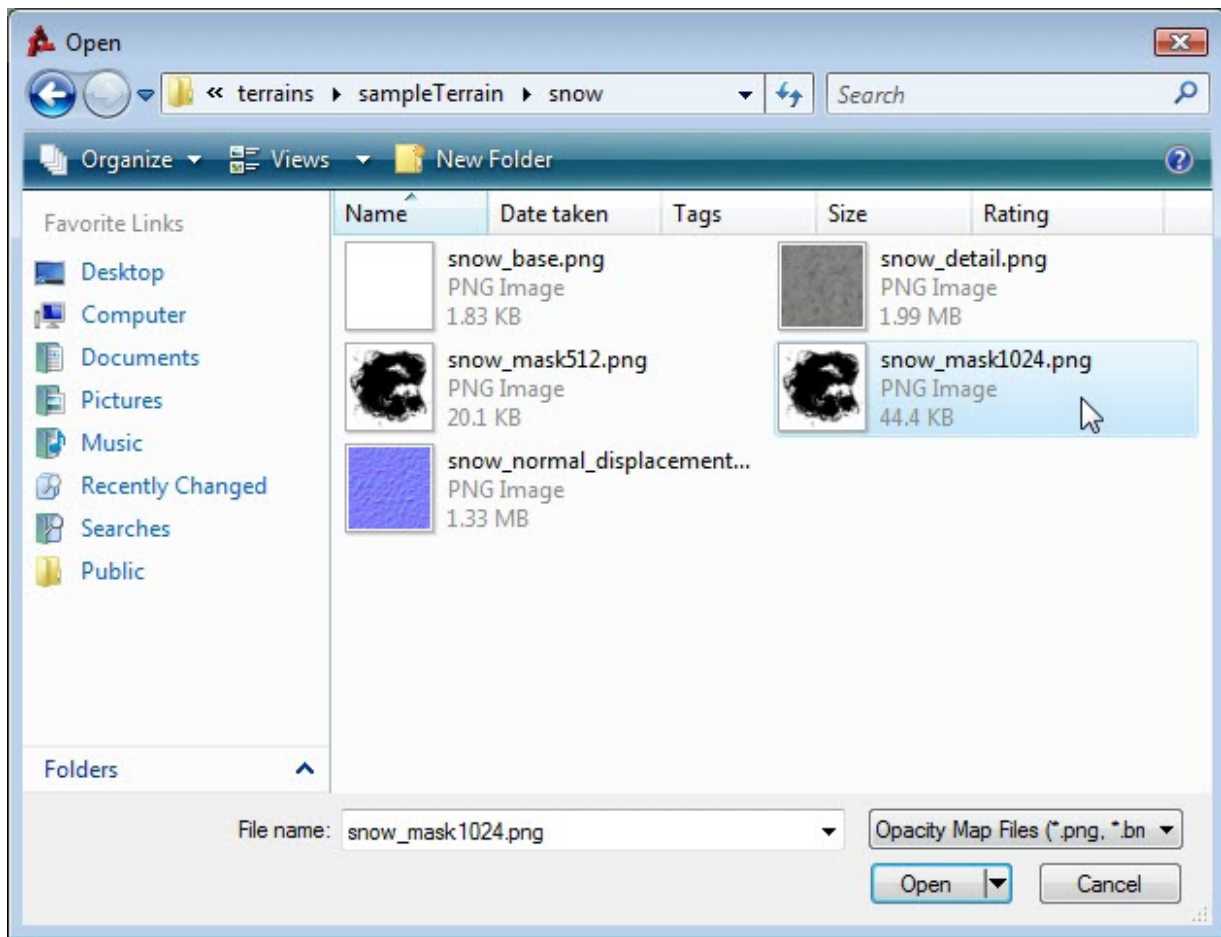 Open
« terrains ▸ sampleTerrain ▸ snow
Search
Organize
Views
New Folder
Favorite Links
Desktop
Computer
Documents
Pictures
Music
Recently Changed
Searches
Public
Folders
Name Date taken Tags Size Rating
snow_base.png
PNG Image
1.83 KB
snow_detail.png
PNG Image
1.99 MB
snow_mask512.png
PNG Image
20.1 KB
snow_mask1024.png
PNG Image
44.4 KB
snow_normal_displacement...
PNG Image
1.33 MB
File name: snow_mask1024.png
Opacity Map Files (*.png, *.bn
Open
Cancel